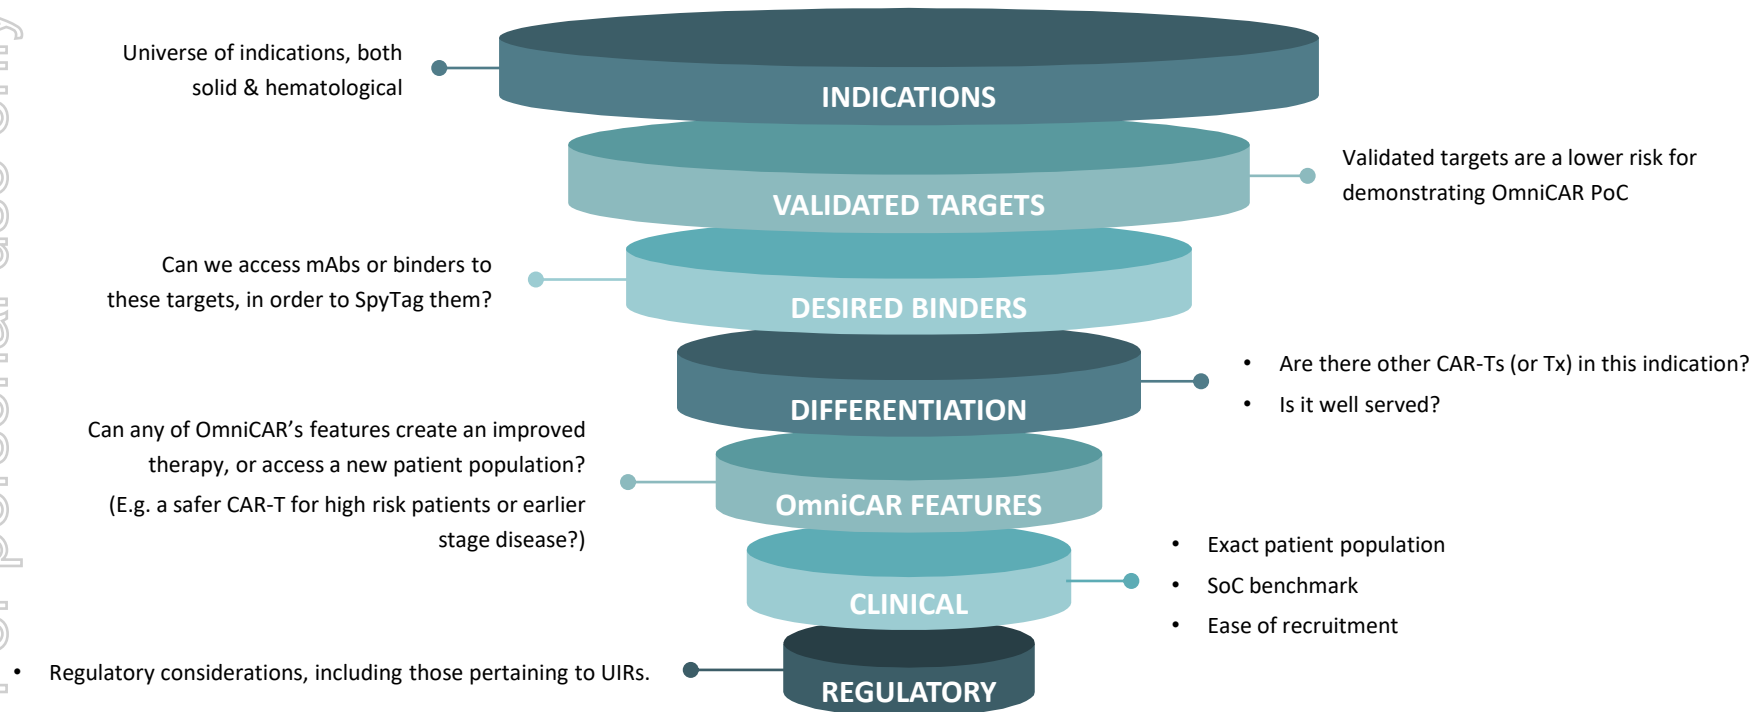 Universe of indications, both
solid & hematological
INDICATIONS
Validated targets are a lower risk for
demonstrating OmniCAR PoC
VALIDATED TARGETS
Can we access mAbs or binders to
these targets, in order to SpyTag them?
DESIRED BINDERS
• Are there other CAR-Ts (or Tx) in this indication?
• Is it well served?
DIFFERENTIATION
Can any of OmniCAR's features create an improved
therapy, or access a new patient population?
(E.g. a safer CAR-T for high risk patients or earlier
stage disease?)
OmniCAR FEATURES
• Exact patient population
• SoC benchmark
• Ease of recruitment
CLINICAL
• Regulatory considerations, including those pertaining to UIRs.
REGULATORY
For personal use only